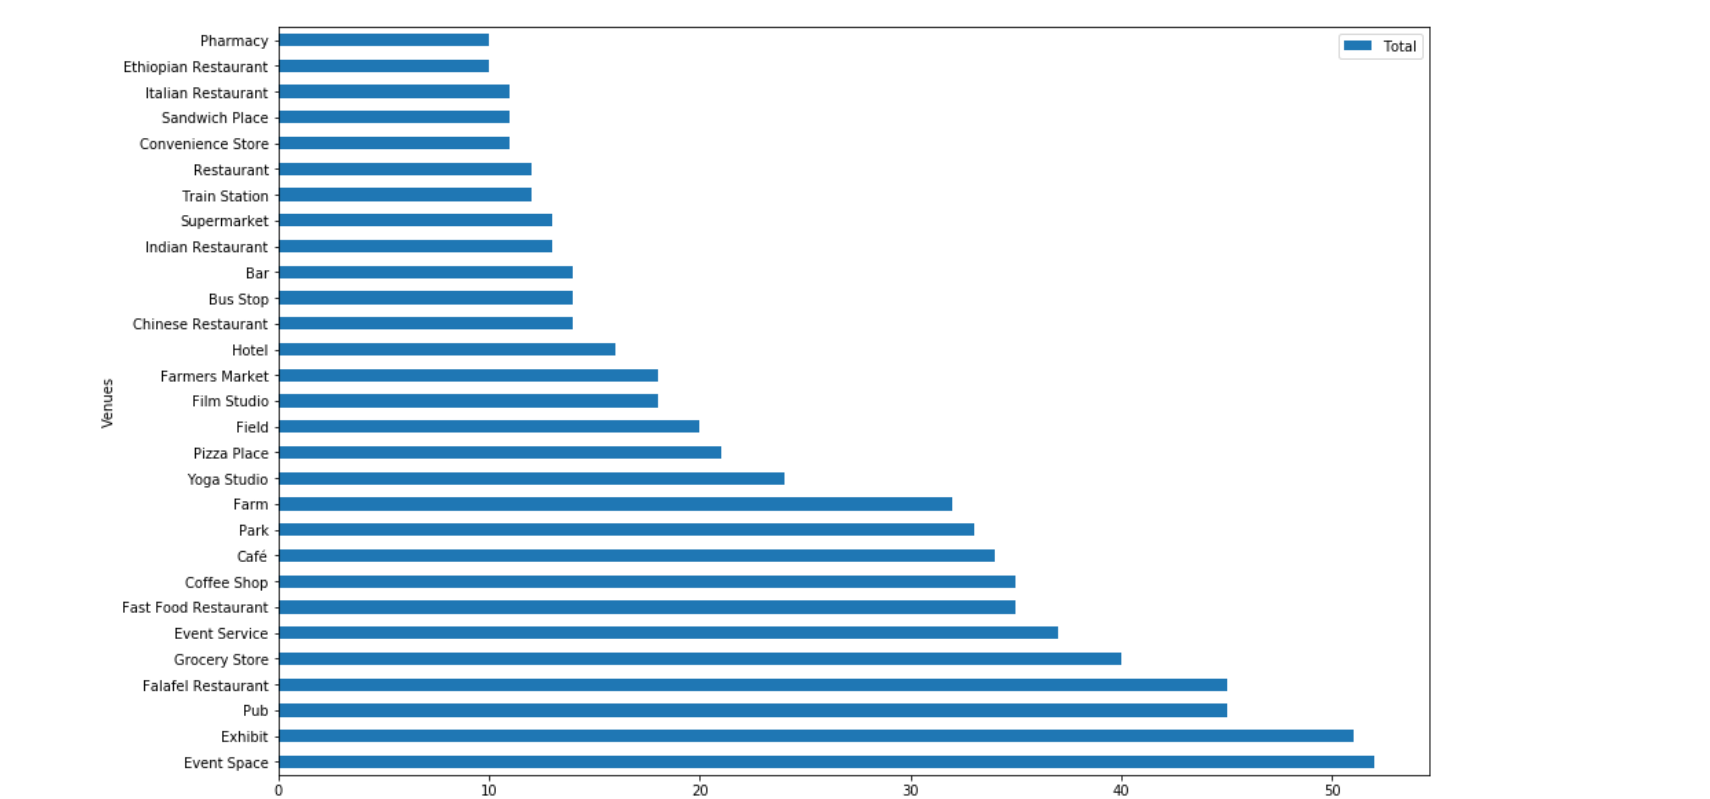 Total
Pharmacy
Ethiopian Restaurant
Italian Restaurant
Sandwich Place
Convenience Store
Restaurant
Train Station
Supermarket
Indian Restaurant
Bar
Bus Stop
Chinese Restaurant
Hotel
Farmers Market
Film Studio
Field
Pizza Place
Yoga Studio
Farm
Park
Café
Coffee Shop
Fast Food Restaurant
Event Service
Grocery Store
Falafel Restaurant
Pub
Exhibit
Event Space
Venues
0 10 20 30 40 50